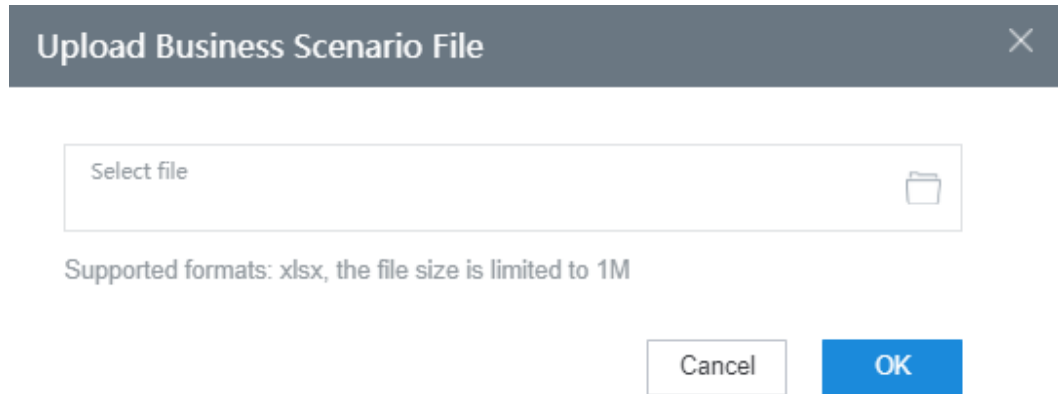 Upload Business Scenario File
Select file
Supported formats: xlsx, the file size is limited to 1M
Cancel OK